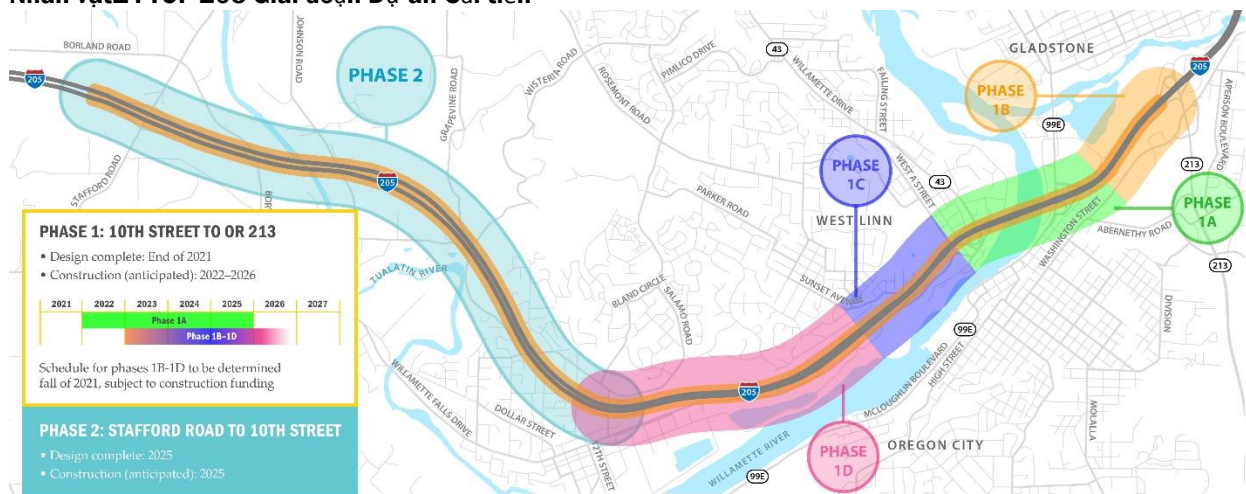 BORLAND ROAD
JOHNSON ROAD
PHASE 2
GRAPEVINE ROAD
WISTERIA ROAD
ROSEMONT ROAD
PIMLICO DRIVE
43
WILLAMETTE DRIVE
FAILING STREET
GLADSTONE
205
205
PHASE
1B
99E
APERSON BOULEVARD
213
PHASE
1C
WEST A STREET
43
STAFFORD ROAD
205
PARKER ROAD
WEST LINN
WASHINGTON STREET
PHASE
1A
ABERNETHY ROAD
213
PHASE 1: 10TH STREET TO OR 213
• Design complete: End of 2021
• Construction (anticipated): 2022–2026
2021 2022 2023 2024 2025 2026 2027
Phase 1A
Phase 1B-1D
Schedule for phases 1B-1D to be determined
fall of 2021, subject to construction funding
PHASE 2: STAFFORD ROAD TO 10TH STREET
• Design complete: 2025
• Construction (anticipated): 2025
TUALATIN RIVER
BLAND CIRCLE
SALAMO ROAD
SUNSET AVENUE
99E
DIVISION
HIGH STREET
MCLOUGHLIN BOULEVARD
205
WILLAMETTE FALLS DRIVE
DOLLAR STREET
12TH STREET
WILLAMETTE RIVER
99E
PHASE
1D
OREGON CITY
MOLALLA